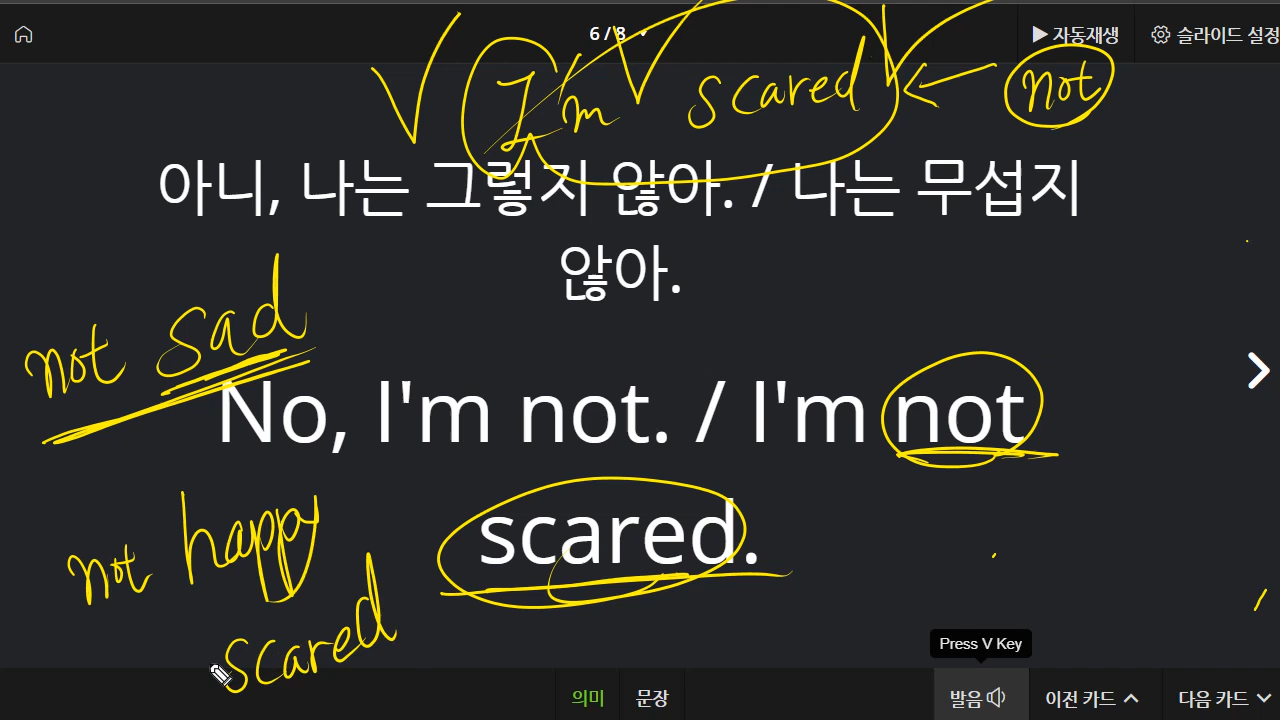 6 / 8 자동재생 슬라이드 설정
I'm scared not
아니, 나는 그렇지 않아. / 나는 무섭지
않아.
not sad
No, I'm not. / I'm not
scared.
not happy
scared
Press V Key
의미 문장 발음 이전 카드 다음 카드